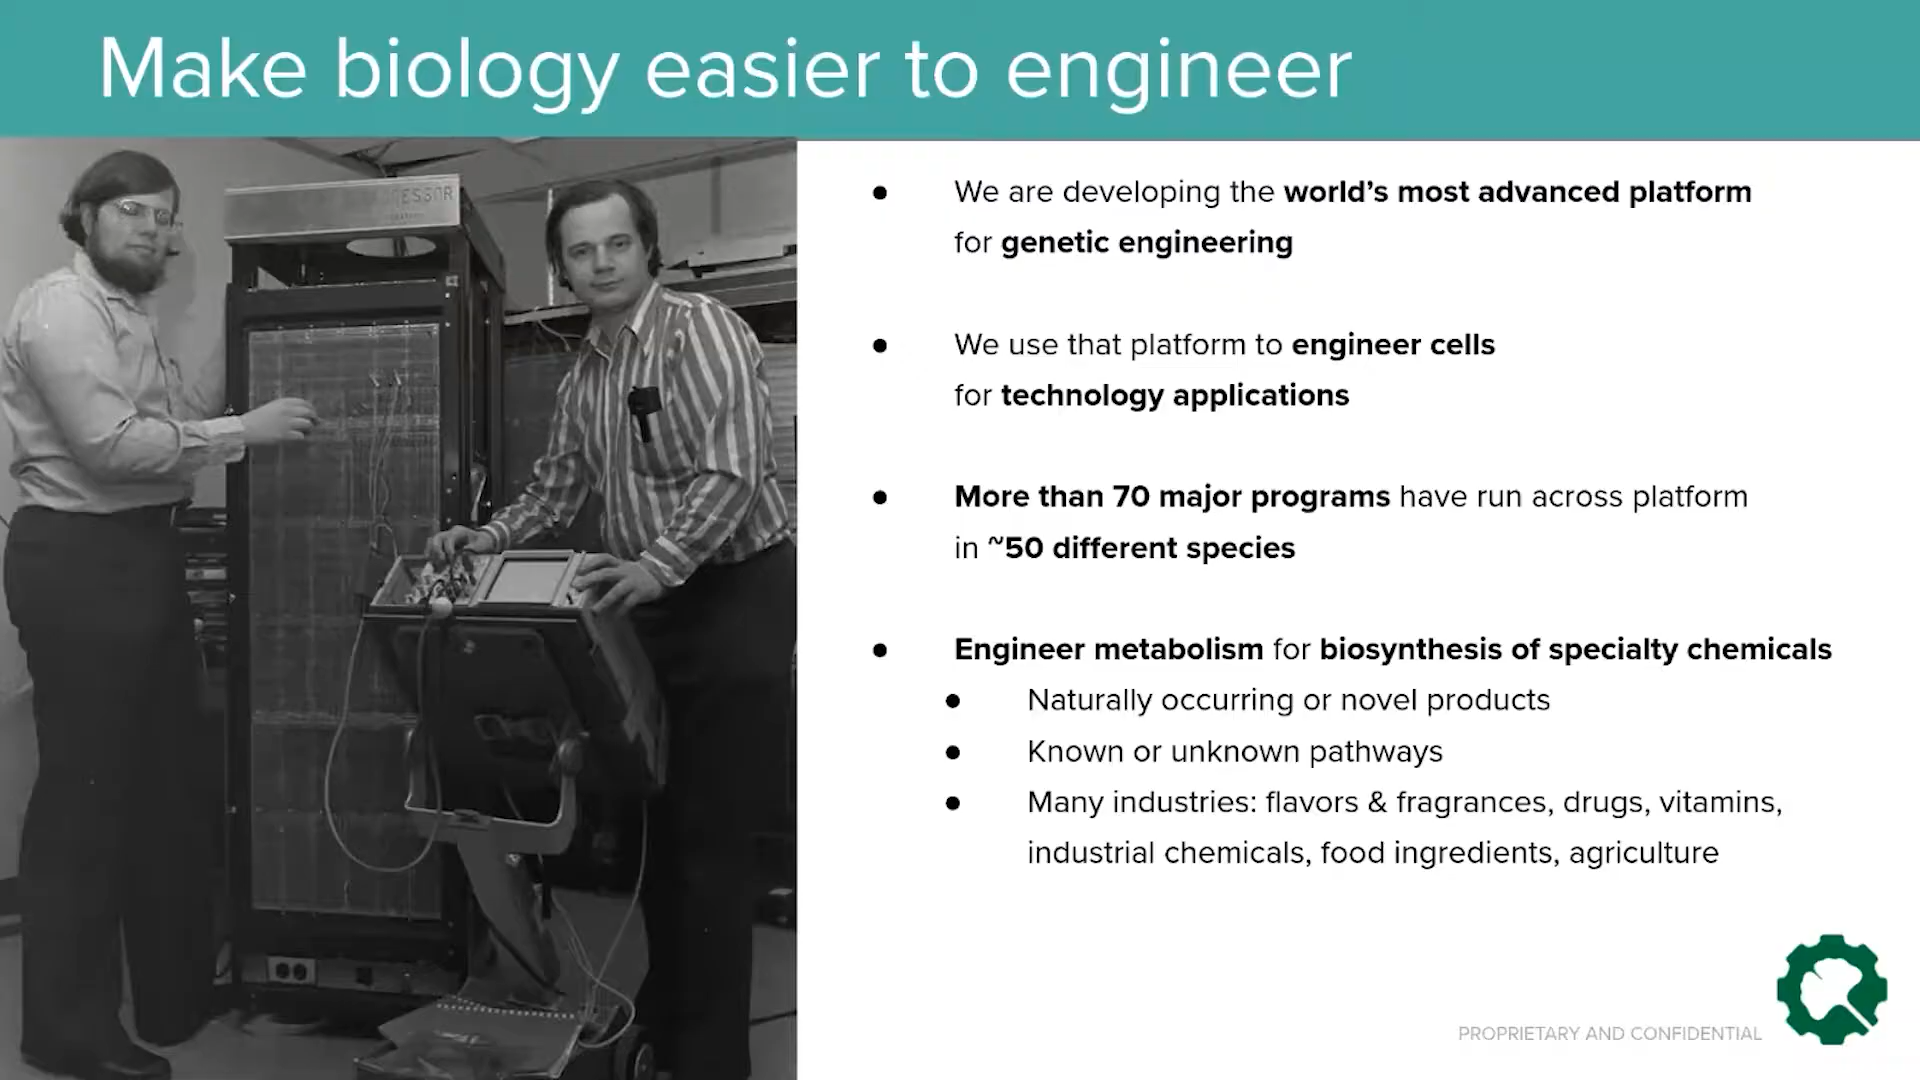 Make biology easier to engineer
We are developing the world's most advanced platform
for genetic engineering
We use that platform to engineer cells
for technology applications
More than 70 major programs have run across platform
in ~50 different species
Engineer metabolism for biosynthesis of specialty chemicals
Naturally occurring or novel products
Known or unknown pathways
Many industries: flavors & fragrances, drugs, vitamins,
industrial chemicals, food ingredients, agriculture
PROPRIETARY AND CONFIDENTIAL